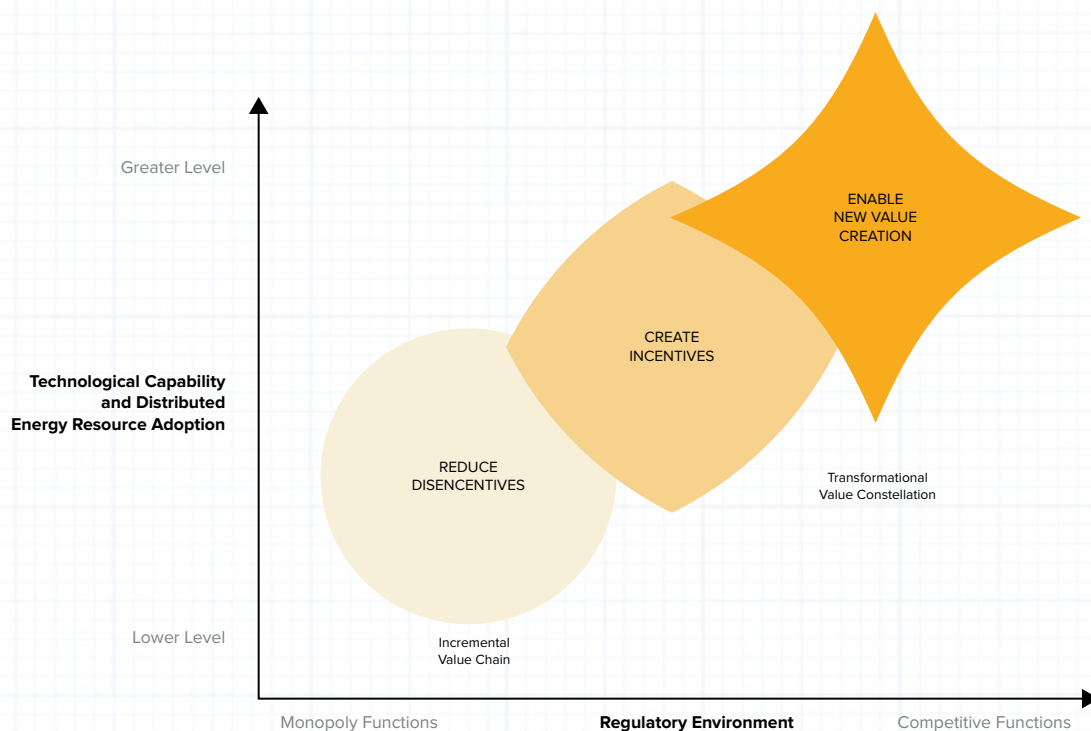 Greater Level
ENABLE
NEW VALUE
CREATION
CREATE
INCENTIVES
Technological Capability
and Distributed
Energy Resource Adoption
REDUCE
DISENCENTIVES
Transformational
Value Constellation
Lower Level
Incremental
Value Chain
Monopoly Functions
Regulatory Environment
Competitive Functions